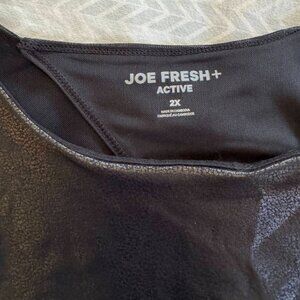 JOE FRESH+
ACTIVE
2X
MADE IN CAMBODIA
FABRIQUÉ AU CAMBODGE